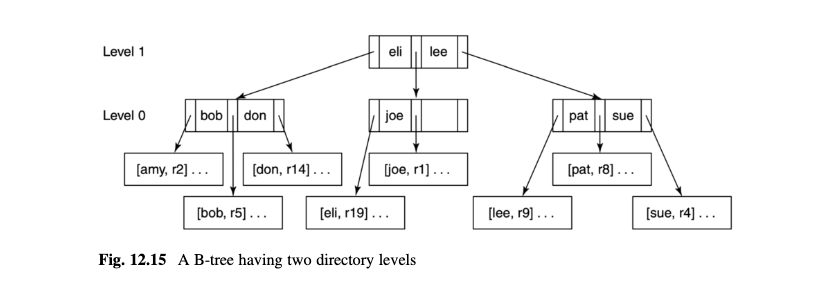 Level 1 eli lee
Level 0 bob don joe pat sue
[amy, r2] . . . [don, r14] . . . [joe, r1] . . . [pat, r8] . . .
[bob, r5] . . . [eli, r19] . . . [lee, r9] . . . [sue, r4] . . .
Fig. 12.15 A B-tree having two directory levels